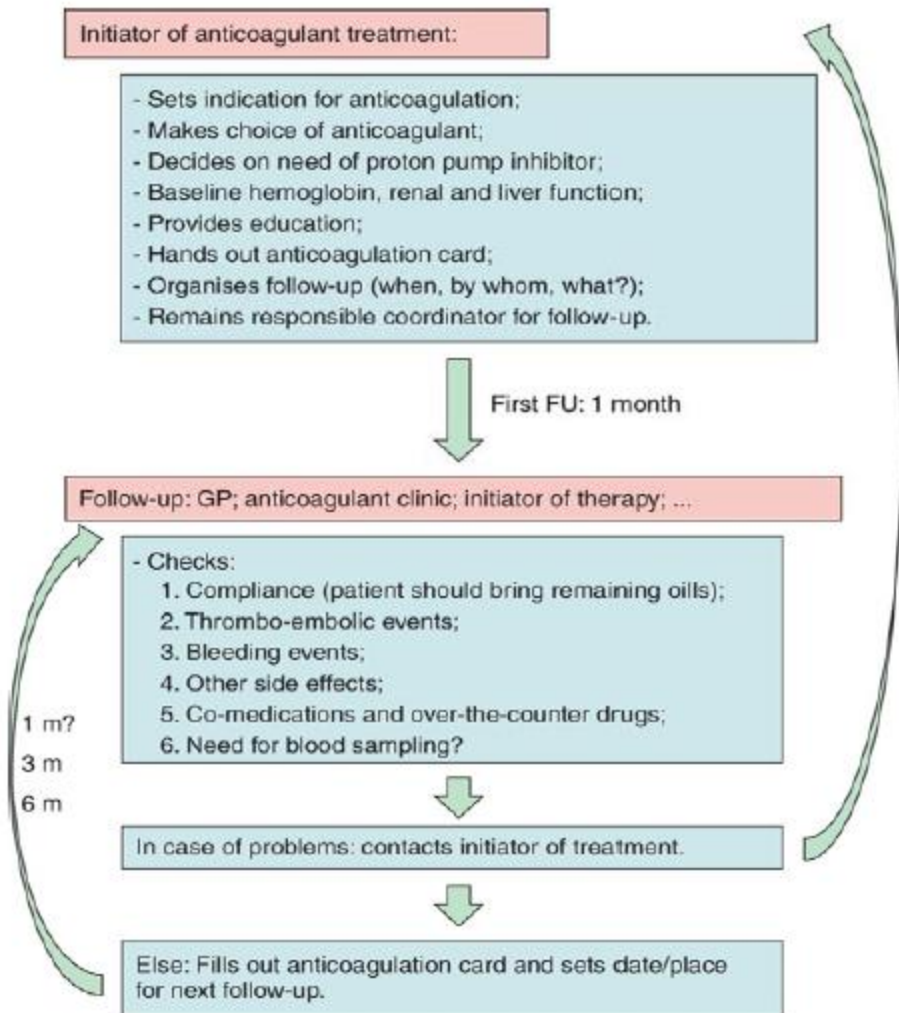 Initiator of anticoagulant treatment:
- Sets indication for anticoagulation;
- Makes choice of anticoagulant;
- Decides on need of proton pump inhibitor;
- Baseline hemoglobin, renal and liver function;
- Provides education;
- Hands out anticoagulation card;
- Organises follow-up (when, by whom, what?);
- Remains responsible coordinator for follow-up.
First FU: 1 month
Follow-up: GP; anticoagulant clinic; initiator of therapy; ...
- Checks:
1. Compliance (patient should bring remaining oills);
2. Thrombo-embolic events;
3. Bleeding events;
4. Other side effects;
5. Co-medications and over-the-counter drugs;
6. Need for blood sampling?
1 m?
3 m
6 m
In case of problems: contacts initiator of treatment.
Else: Fills out anticoagulation card and sets date/place
for next follow-up.